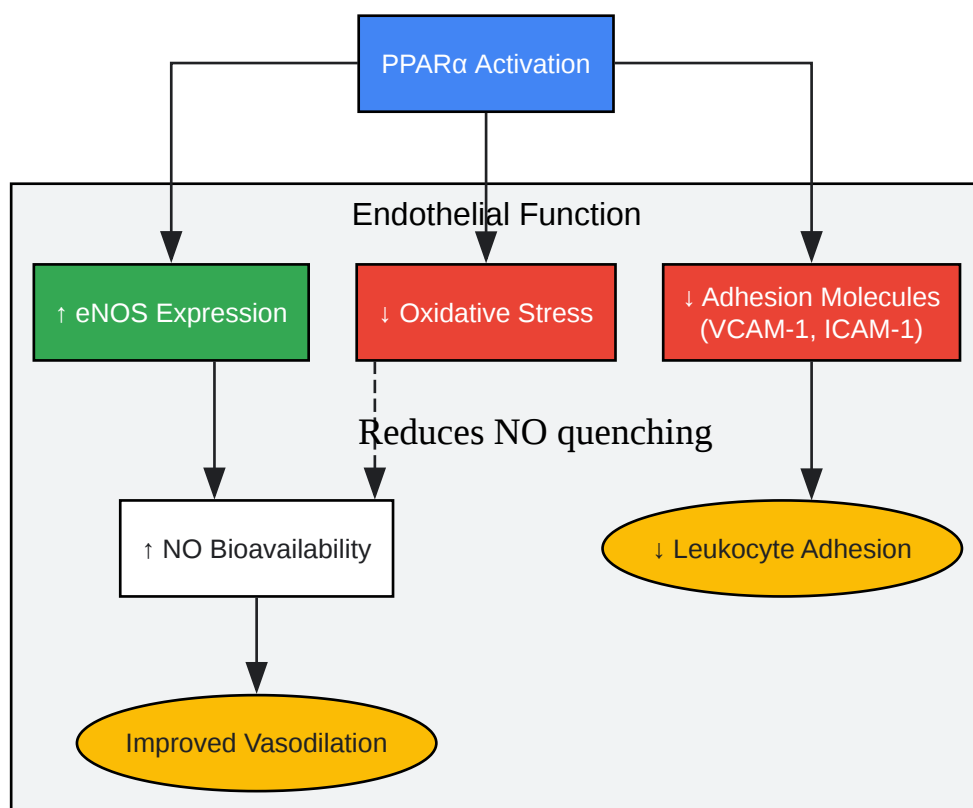 PPARα Activation
Endothelial Function
↑ eNOS Expression
↓ Oxidative Stress
↓ Adhesion Molecules
(VCAM-1, ICAM-1)
Reduces NO quenching
↑ NO Bioavailability
↓ Leukocyte Adhesion
Improved Vasodilation